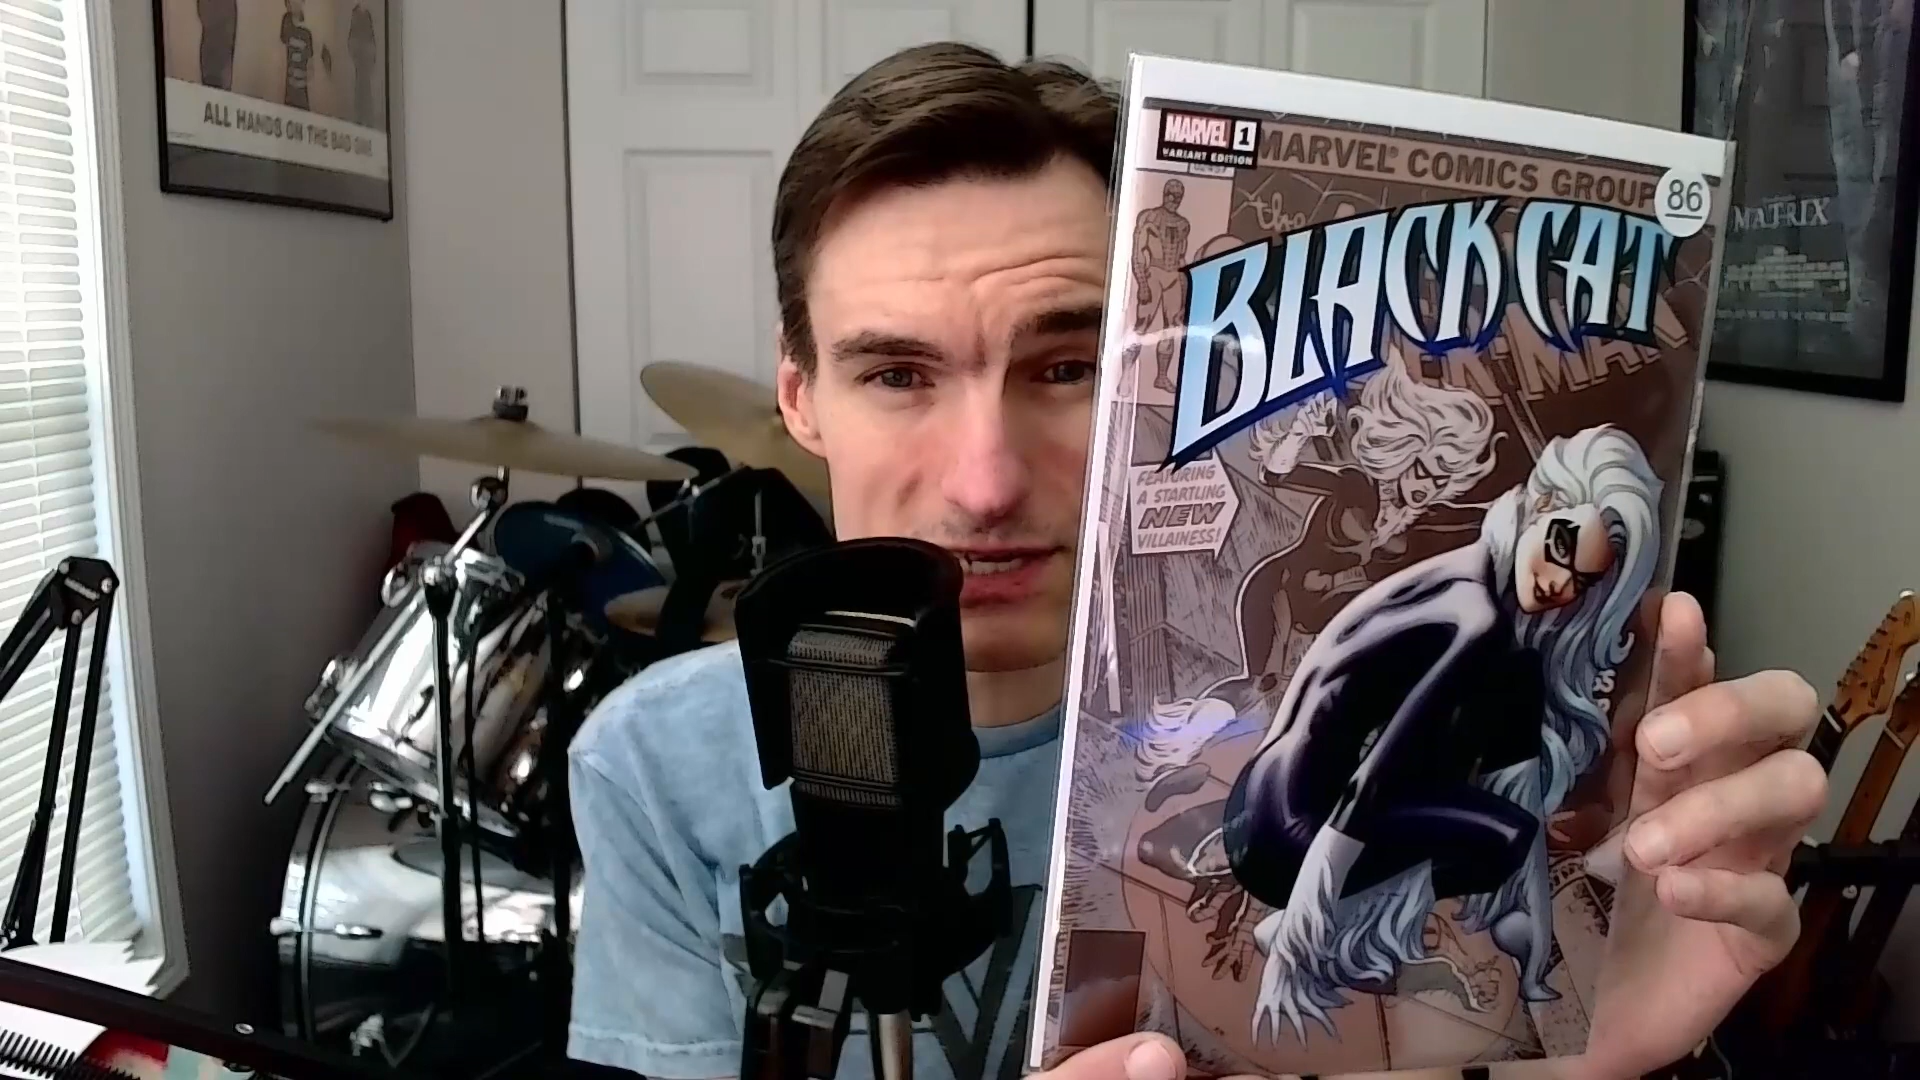 ALL HANDS ON THE BAD ONE
MARVEL 1
VARIANT EDITION
MARVEL COMICS GROUP
86
the
BLACK CAT
FEATURING
A STARTLING
NEW
VILLAINESS!
MATRIX